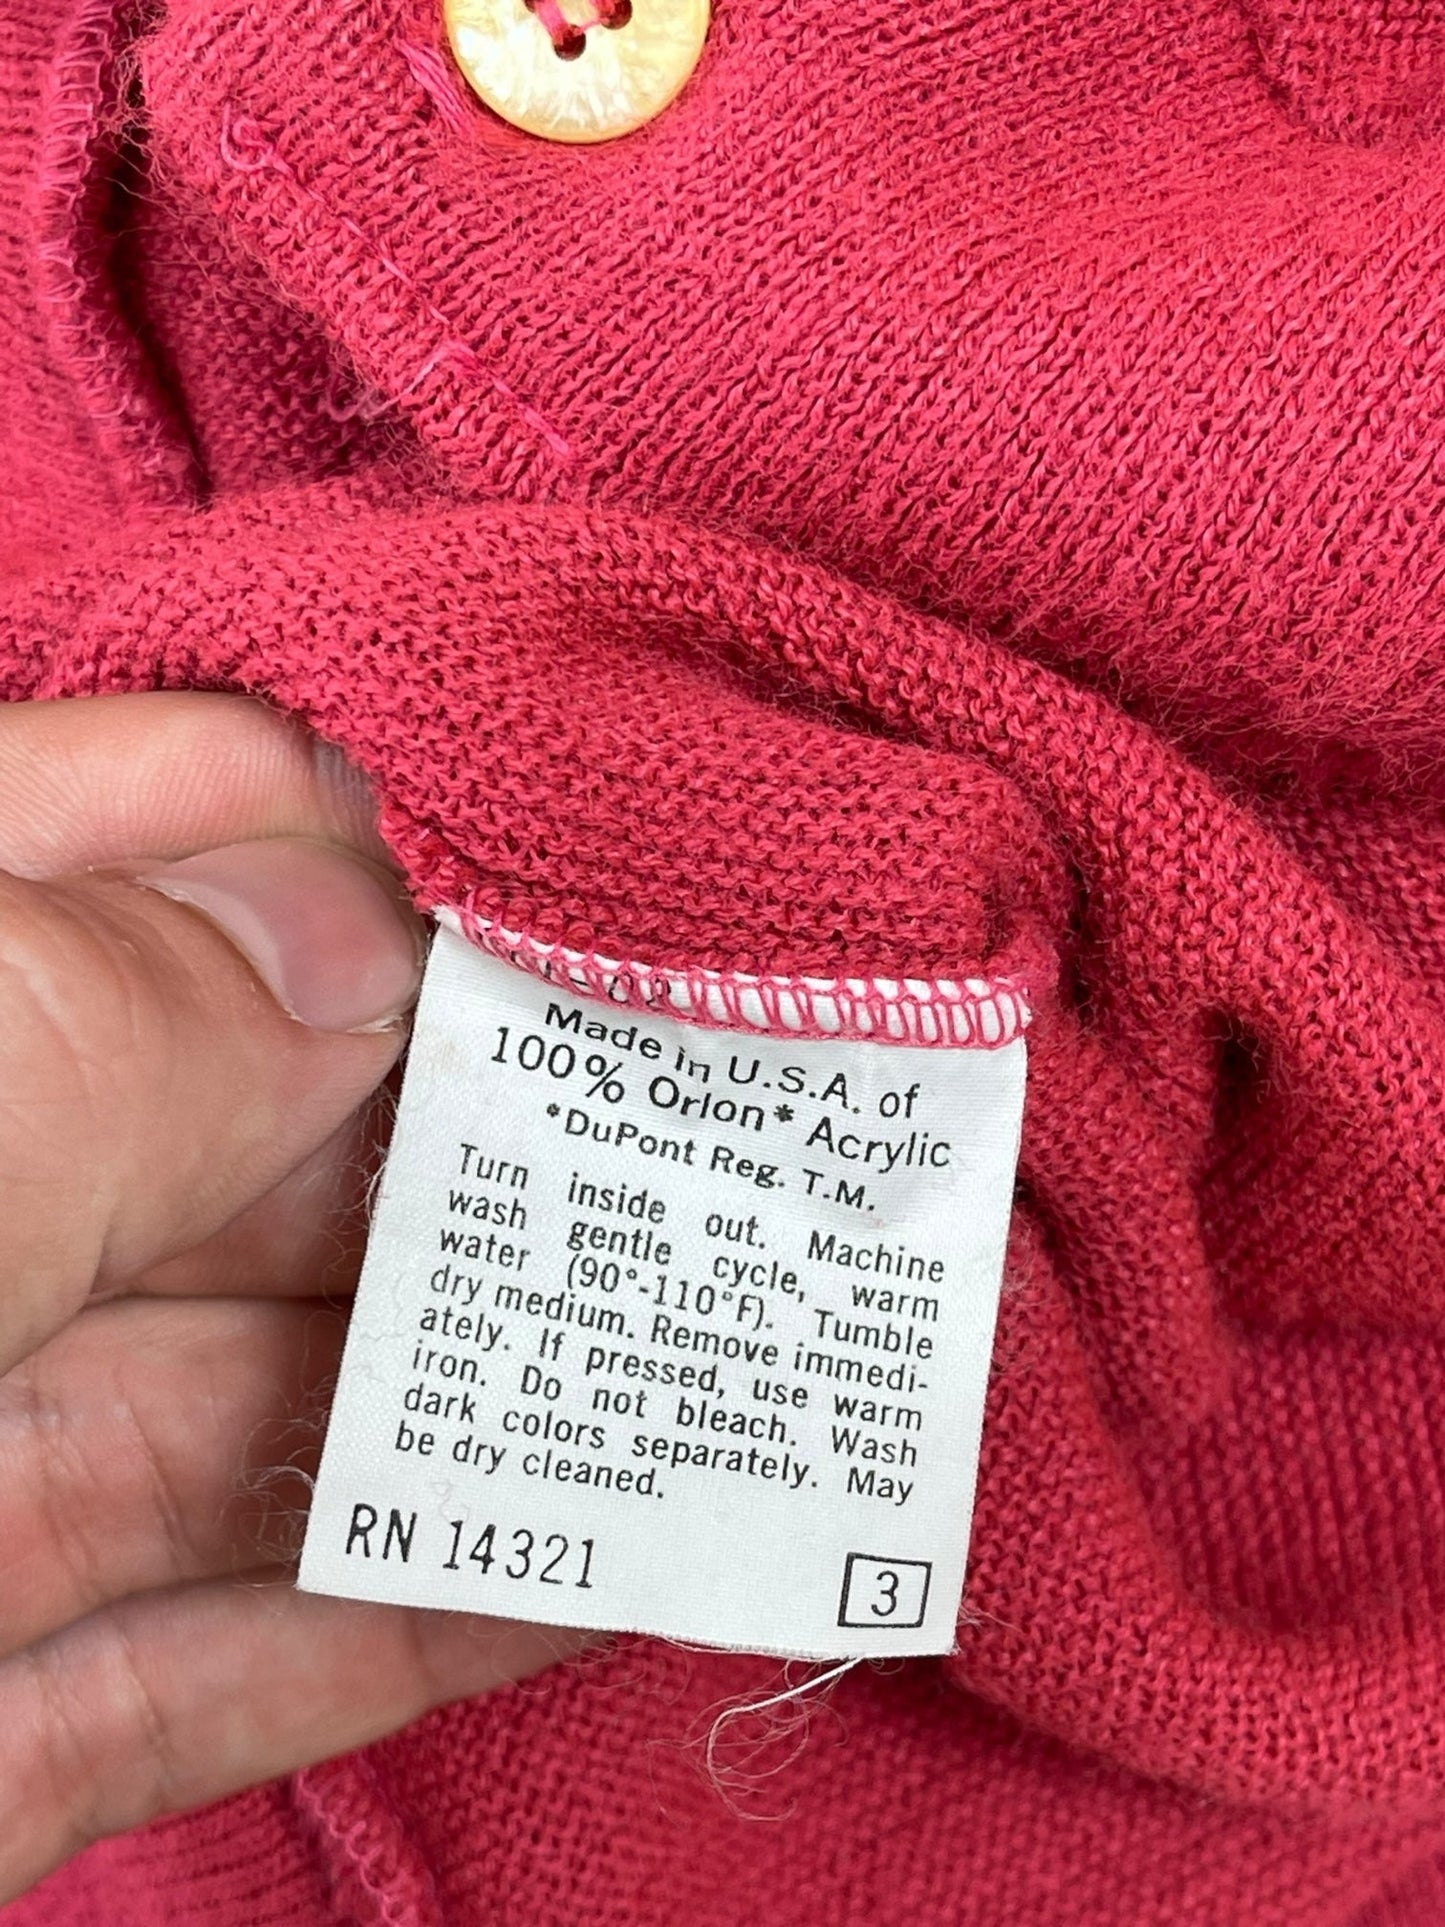 Made in U.S.A. of
100% Orlon* Acrylic
*DuPont Reg. T.M.
Turn inside out. Machine
wash gentle cycle, warm
water (90°-110°F). Tumble
dry medium. Remove immedi-
ately. If pressed, use warm
iron. Do not bleach. Wash
dark colors separately. May
be dry cleaned.
RN 14321
3